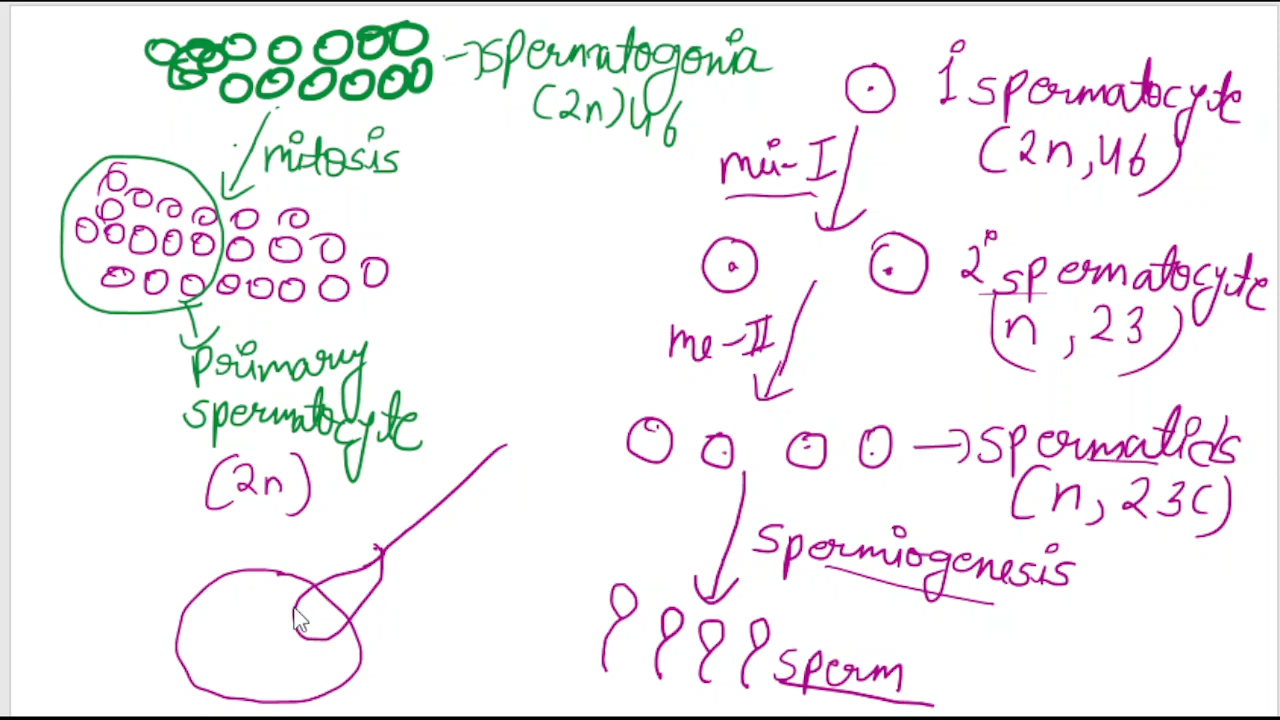 spermatogonia
(2n) 46
mitosis
Primary
spermatocyte
(2n)
1° spermatocyte
(2n, 46)
mei-I
2° spermatocyte
(n, 23)
me-II
spermatids
(n, 23C)
spermiogenesis
sperm